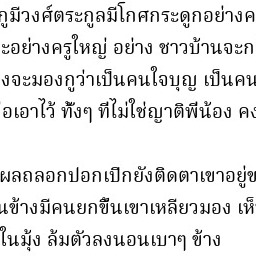 กูมีวงศ์ตระกูลมีโกศกระดูกอย่างค
ะอย่างครูใหญ่ อย่าง ชาวบ้านจะก
งจะมองกูว่าเป็นคนใจบุญ เป็นคน
อเอาไว้ ทั้งๆ ที่ไม่ใช่ญาติพี่น้อง คง
ผลถลอกปอกเปิกยังติดตาเขาอยู่ข
นข้างมีคนยกขึ้นเขาเหลียวมอง เห็
ในมุ้ง ล้มตัวลงนอนเบาๆ ข้าง